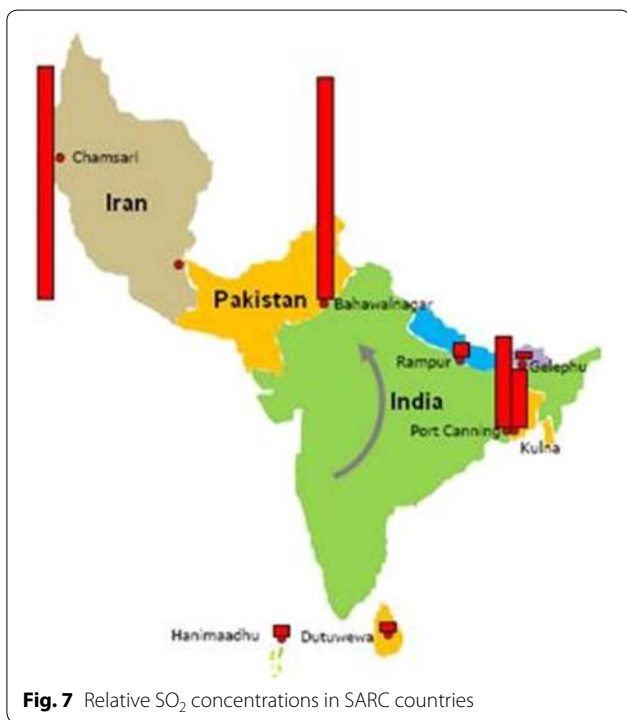 Chamsari
Iran
Pakistan
Bahawalnagar
Rampur
Gelephu
India
Port Canning
Kulna
Hanimaadhu
Dutuwewa
Fig. 7 Relative SO₂ concentrations in SARC countries